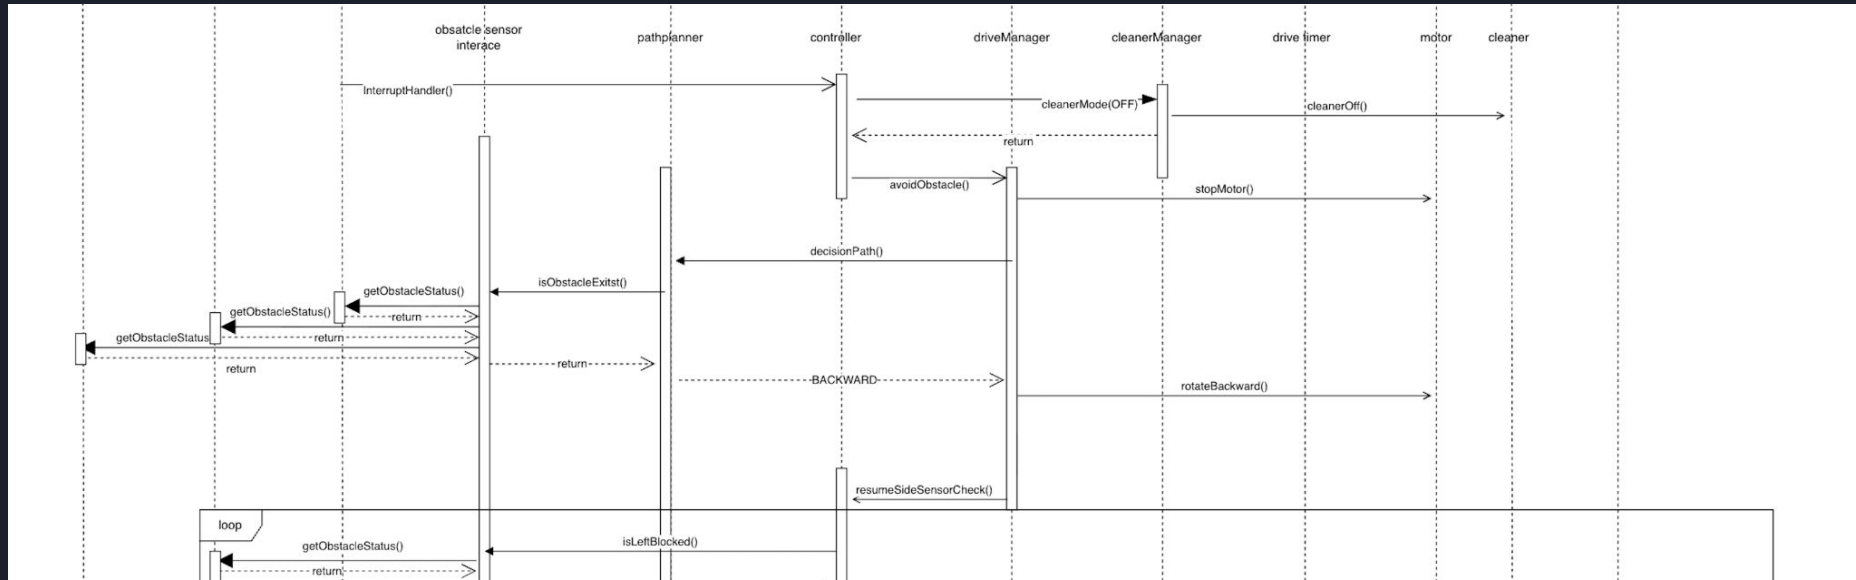 obsatcle sensor
interace
pathplanner
controller
driveManager
cleanerManager
drive timer
motor
cleaner
InterruptHandler()
cleanerMode(OFF)
cleanerOff()
return
avoidObstacle()
stopMotor()
decisionPath()
isObstacleExitst()
getObstacleStatus()
getObstacleStatus()
return
getObstacleStatus
return
return
return
BACKWARD
rotateBackward()
resumeSideSensorCheck()
loop
getObstacleStatus()
isLeftBlocked()
return